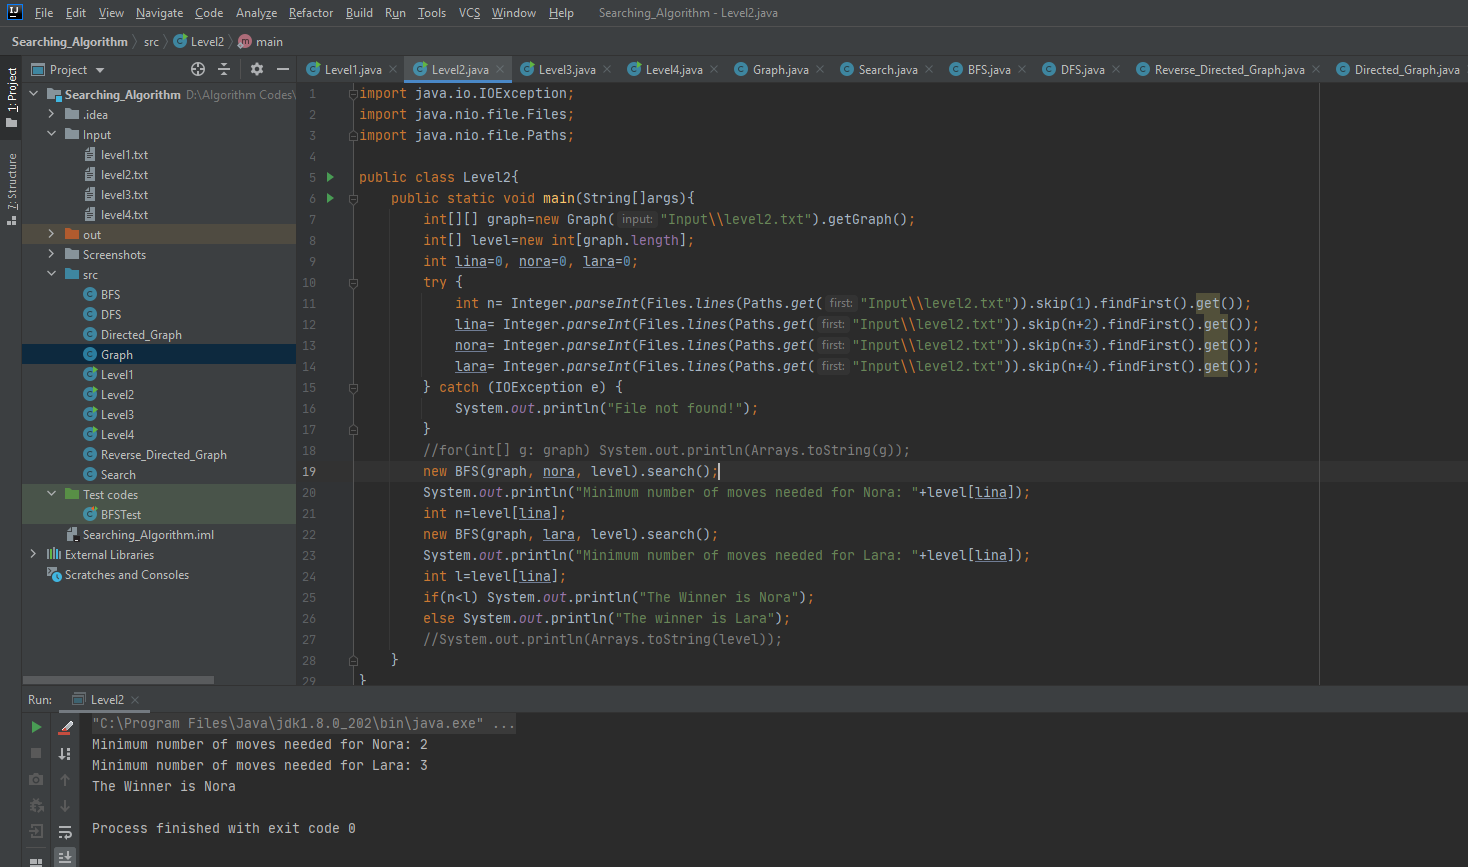 File Edit View Navigate Code Analyze Refactor Build Run Tools VCS Window Help Searching_Algorithm - Level2.java
Searching_Algorithm src Level2 main
1: Project
7: Structure
Project
Level1.java Level2.java Level3.java Level4.java Graph.java Search.java BFS.java DFS.java Reverse_Directed_Graph.java Directed_Graph.java
Searching_Algorithm D:\Algorithm Codes\
.idea
Input
level1.txt
level2.txt
level3.txt
level4.txt
out
Screenshots
src
BFS
DFS
Directed_Graph
Graph
Level1
Level2
Level3
Level4
Reverse_Directed_Graph
Search
Test codes
BFSTest
Searching_Algorithm.iml
External Libraries
Scratches and Consoles
1 import java.io.IOException;
2 import java.nio.file.Files;
3 import java.nio.file.Paths;
4
5 public class Level2{
6 public static void main(String[]args){
7 int[][] graph=new Graph( input: "Input\\level2.txt").getGraph();
8 int[] level=new int[graph.length];
9 int lina=0, nora=0, lara=0;
10 try {
11 int n= Integer.parseInt(Files.lines(Paths.get( first: "Input\\level2.txt")).skip(1).findFirst().get());
12 lina= Integer.parseInt(Files.lines(Paths.get( first: "Input\\level2.txt")).skip(n+2).findFirst().get());
13 nora= Integer.parseInt(Files.lines(Paths.get( first: "Input\\level2.txt")).skip(n+3).findFirst().get());
14 lara= Integer.parseInt(Files.lines(Paths.get( first: "Input\\level2.txt")).skip(n+4).findFirst().get());
15 } catch (IOException e) {
16 System.out.println("File not found!");
17 }
18 //for(int[] g: graph) System.out.println(Arrays.toString(g));
19 new BFS(graph, nora, level).search();
20 System.out.println("Minimum number of moves needed for Nora: "+level[lina]);
21 int n=level[lina];
22 new BFS(graph, lara, level).search();
23 System.out.println("Minimum number of moves needed for Lara: "+level[lina]);
24 int l=level[lina];
25 if(n<l) System.out.println("The Winner is Nora");
26 else System.out.println("The winner is Lara");
27 //System.out.println(Arrays.toString(level));
28 }
29 }
Run: Level2
"C:\Program Files\Java\jdk1.8.0_202\bin\java.exe" ...
Minimum number of moves needed for Nora: 2
Minimum number of moves needed for Lara: 3
The Winner is Nora
Process finished with exit code 0